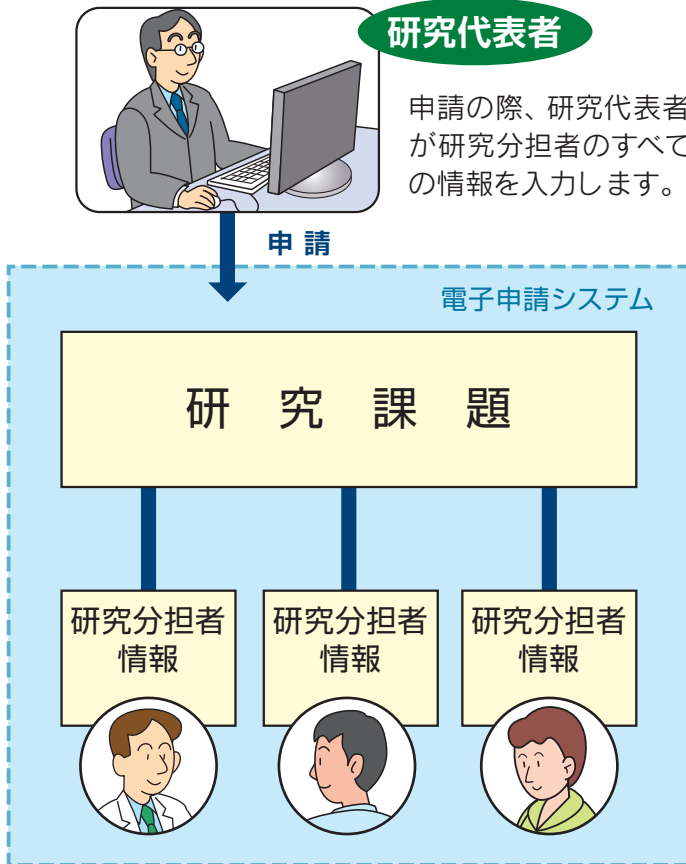 研究代表者
申請の際、研究代表者
が研究分担者のすべて
の情報を入力します。
申 請
電子申請システム
研 究 課 題
研究分担者
情報
研究分担者
情報
研究分担者
情報